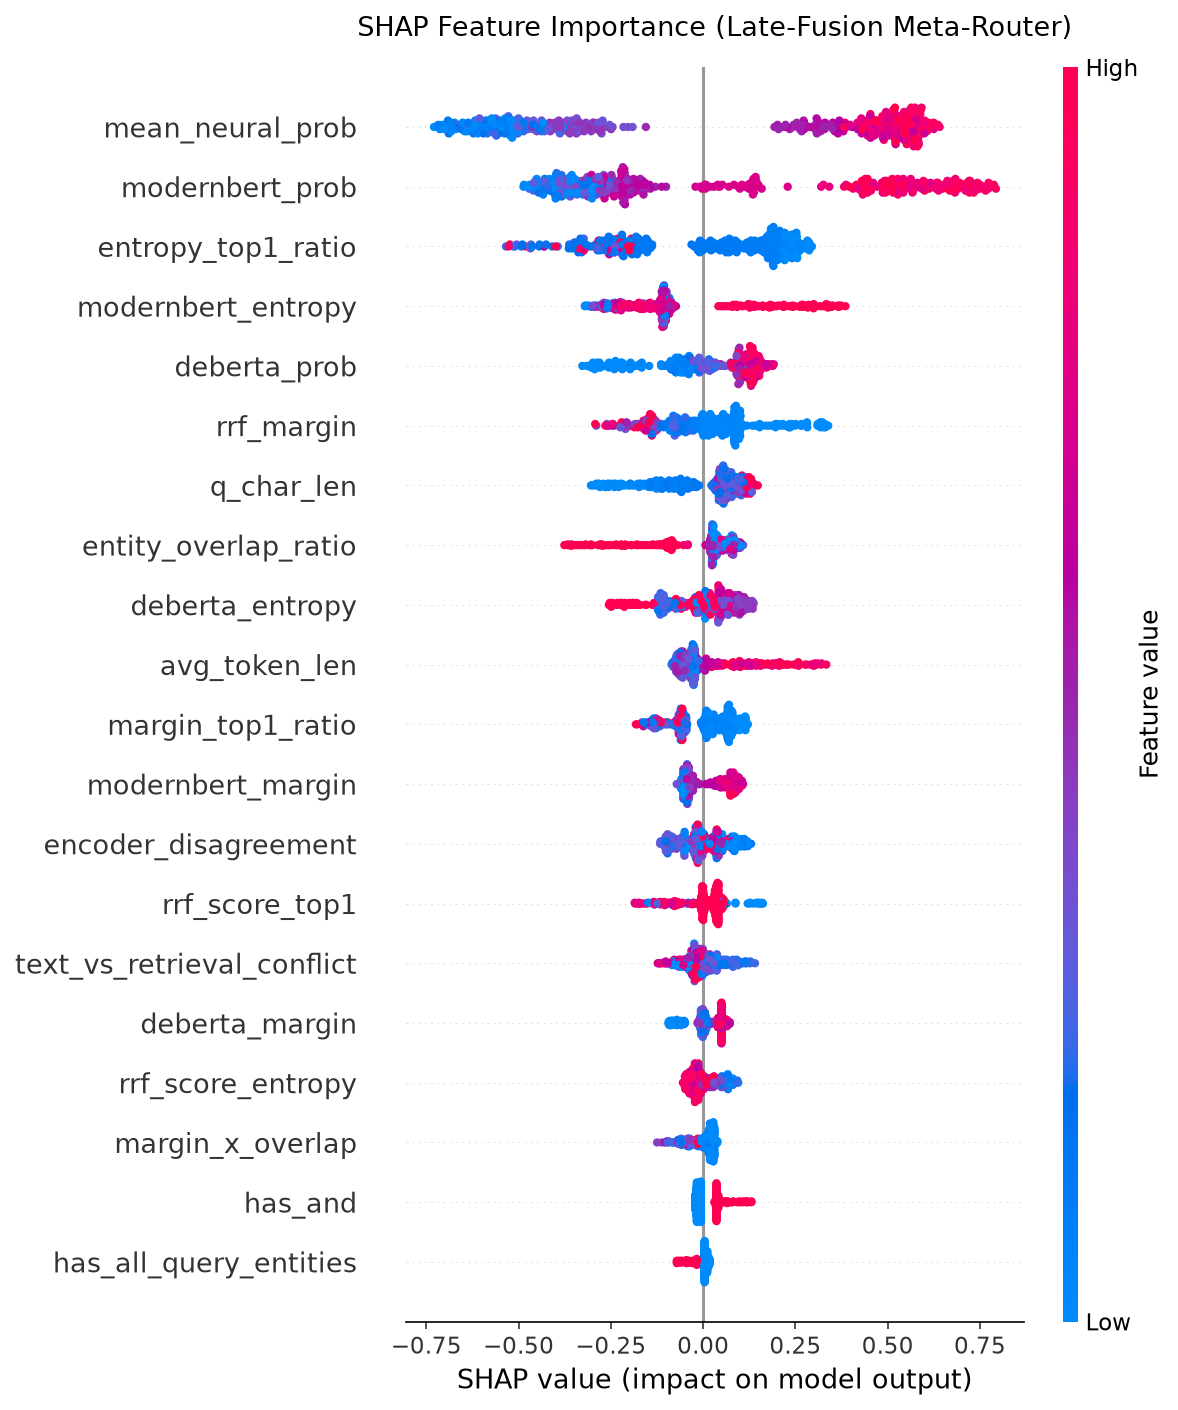 SHAP Feature Importance (Late-Fusion Meta-Router)
High
mean_neural_prob
modernbert_prob
entropy_top1_ratio
modernbert_entropy
deberta_prob
rrf_margin
q_char_len
entity_overlap_ratio
deberta_entropy
avg_token_len
margin_top1_ratio
modernbert_margin
encoder_disagreement
rrf_score_top1
text_vs_retrieval_conflict
deberta_margin
rrf_score_entropy
margin_x_overlap
has_and
has_all_query_entities
Feature value
Low
−0.75 −0.50 −0.25 0.00 0.25 0.50 0.75
SHAP value (impact on model output)